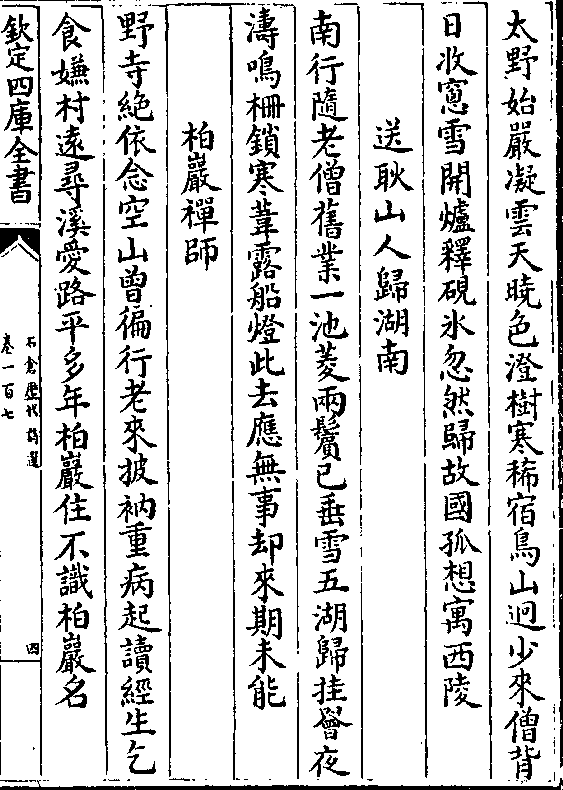 太野始嚴凝雲天曉色澄樹寒稀宿鳥山逈少來僧背
日收窻雪開爐釋硯氷忽然歸故國孤想寓西陵
送耿山人歸湖南
南行隨老僧舊業一池菱兩鬢已垂雪五湖歸挂罾夜
濤鳴柵鎖寒葦露船燈此去應無事却來期未能
柏巖禪師
野寺絶依念空山曾徧行老來披衲重病起讀經生乞
食嫌村遠尋溪愛路平多年柏巖住不識柏巖名
欽定四庫全書
石倉歷代詩選
卷一百七
四